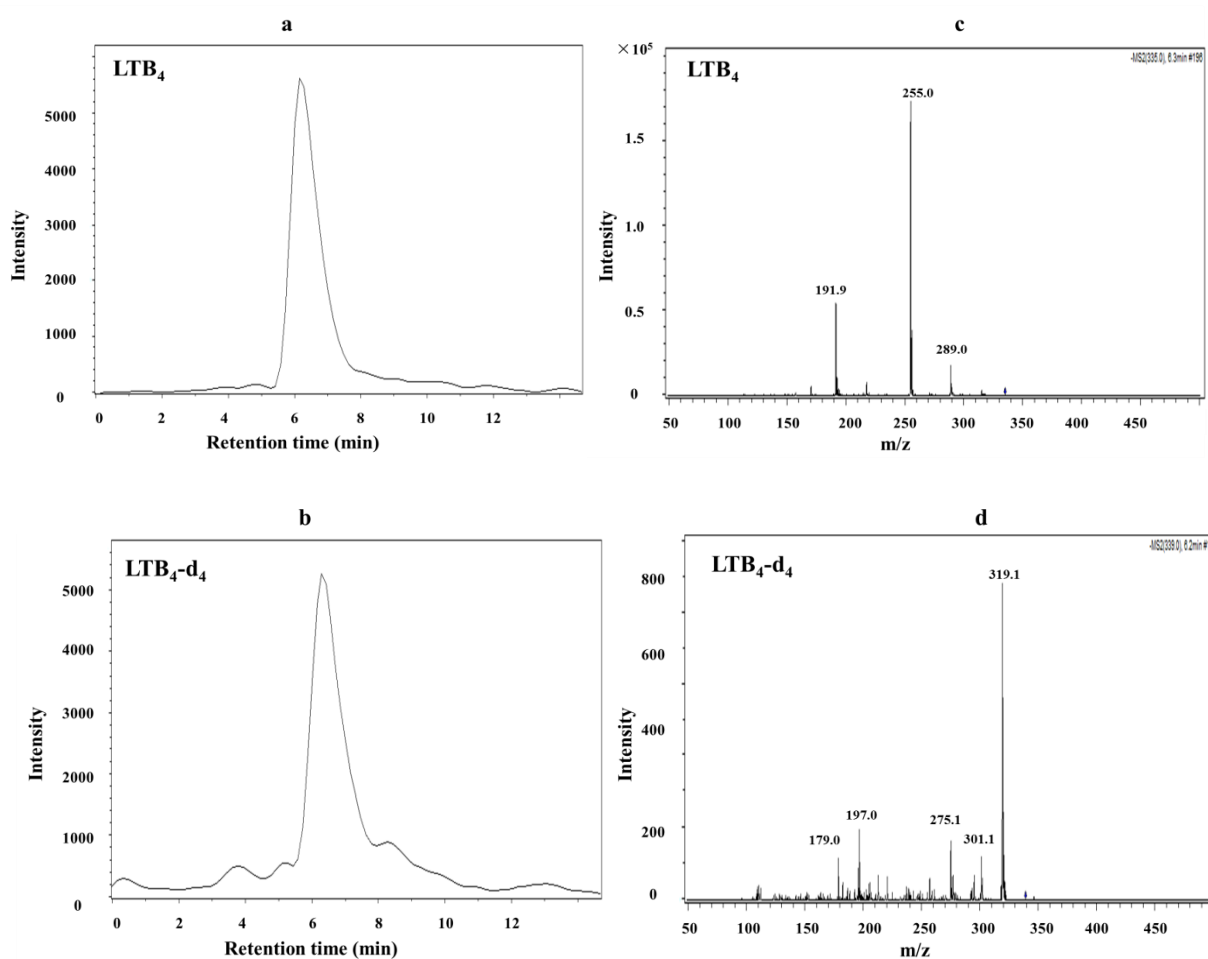 a
LTB₄
5000
4000
3000
2000
1000
0
Intensity
0 2 4 6 8 10 12
Retention time (min)
c
×10⁵
LTB₄
-MS2(335.0), 6.3min #196
255.0
191.9
289.0
1.5
1.0
0.5
0
Intensity
50 100 150 200 250 300 350 400 450
m/z
b
LTB₄-d₄
5000
4000
3000
2000
1000
0
Intensity
0 2 4 6 8 10 12
Retention time (min)
d
LTB₄-d₄
-MS2(339.0), 6.2min #
319.1
197.0
179.0
275.1
301.1
800
600
400
200
0
Intensity
50 100 150 200 250 300 350 400 450
m/z